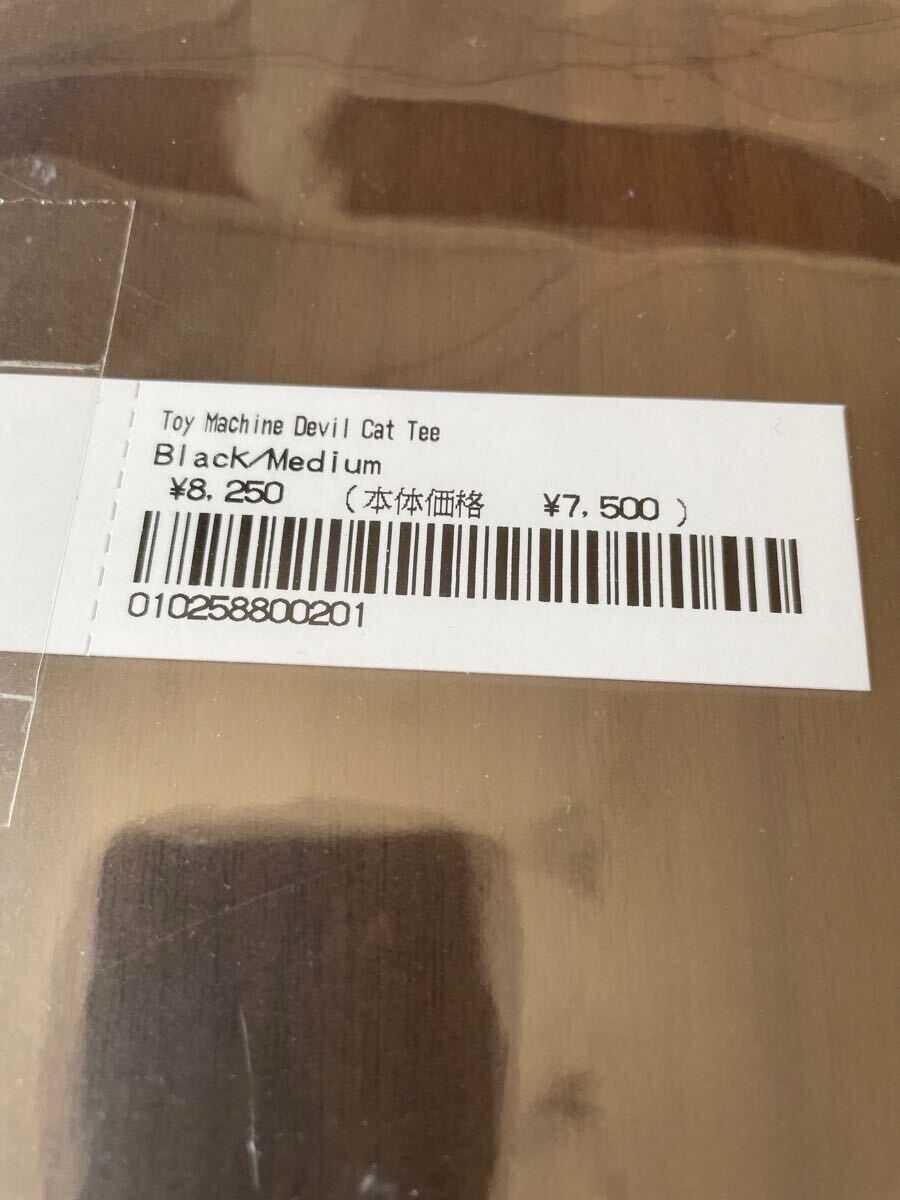 Toy Machine Devil Cat Tee
Black/Medium
¥8,250 (本体価格 ¥7,500)
010258800201